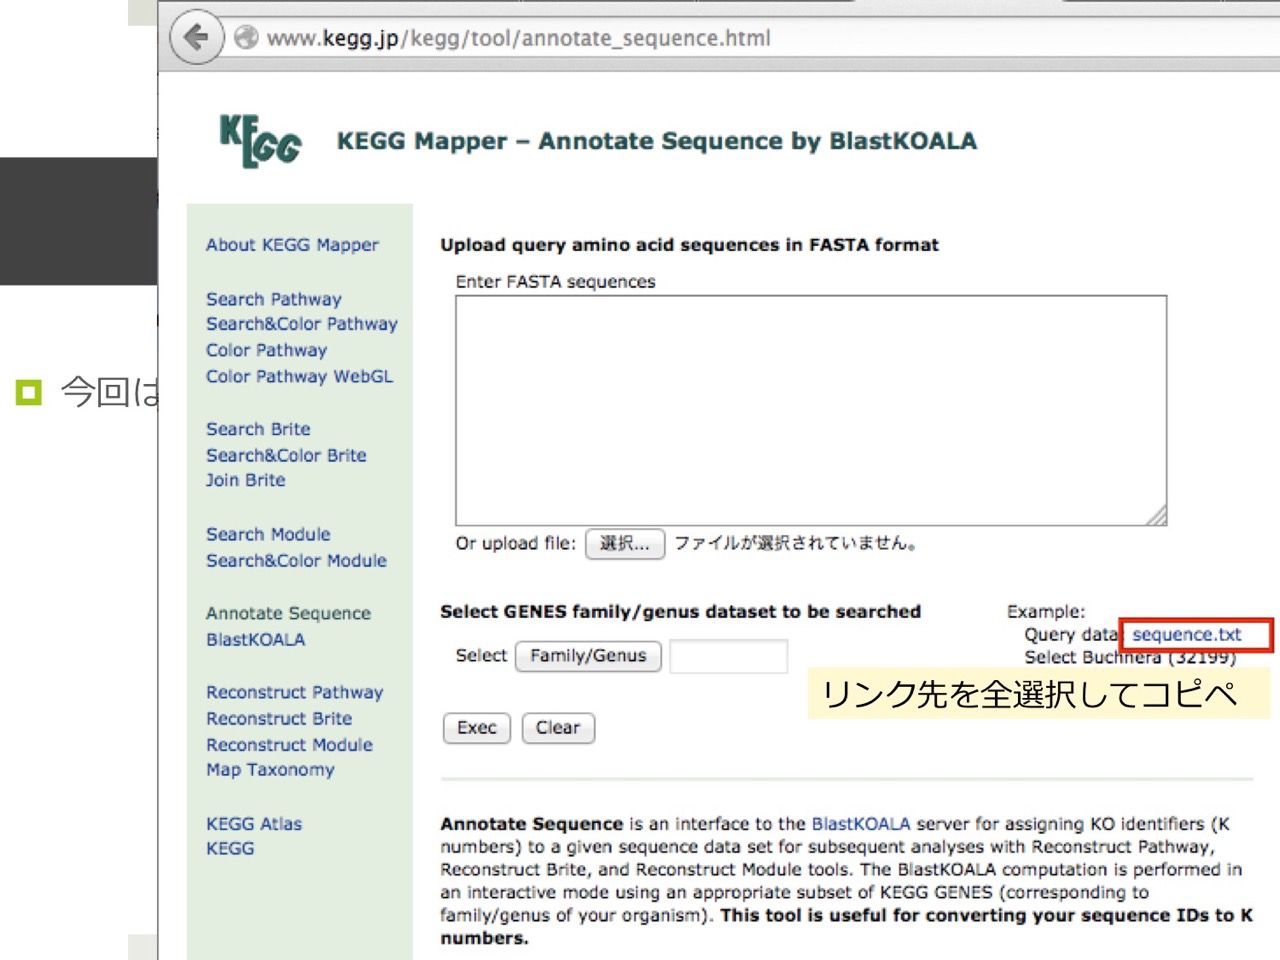 www.kegg.jp/kegg/tool/annotate_sequence.html
KEGG
KEGG Mapper – Annotate Sequence by BlastKOALA
About KEGG Mapper
Search Pathway
Search&Color Pathway
Color Pathway
Color Pathway WebGL
Search Brite
Search&Color Brite
Join Brite
Search Module
Search&Color Module
Annotate Sequence
BlastKOALA
Reconstruct Pathway
Reconstruct Brite
Reconstruct Module
Map Taxonomy
KEGG Atlas
KEGG
今回は
Upload query amino acid sequences in FASTA format
Enter FASTA sequences
Or upload file: 選択... ファイルが選択されていません。
Select GENES family/genus dataset to be searched
Select Family/Genus
Example:
Query data: sequence.txt
Select Buchnera (32199)
リンク先を全選択してコピペ
Exec Clear
Annotate Sequence is an interface to the BlastKOALA server for assigning KO identifiers (K
numbers) to a given sequence data set for subsequent analyses with Reconstruct Pathway,
Reconstruct Brite, and Reconstruct Module tools. The BlastKOALA computation is performed in
an interactive mode using an appropriate subset of KEGG GENES (corresponding to
family/genus of your organism). This tool is useful for converting your sequence IDs to K
numbers.